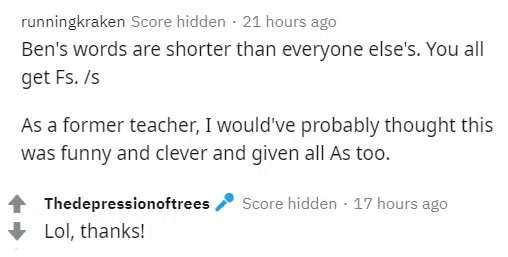 runningkraken Score hidden · 21 hours ago
Ben's words are shorter than everyone else's. You all
get Fs. /s
As a former teacher, I would've probably thought this
was funny and clever and given all As too.
Thedepressionoftrees Score hidden · 17 hours ago
Lol, thanks!